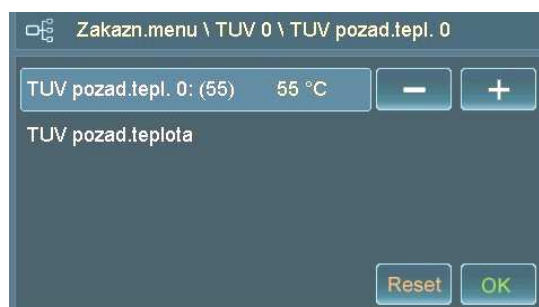 Zakazn.menu \ TUV 0 \ TUV pozad.tepl. 0
TUV pozad.tepl. 0: (55) 55 °C − +
TUV pozad.teplota
Reset OK